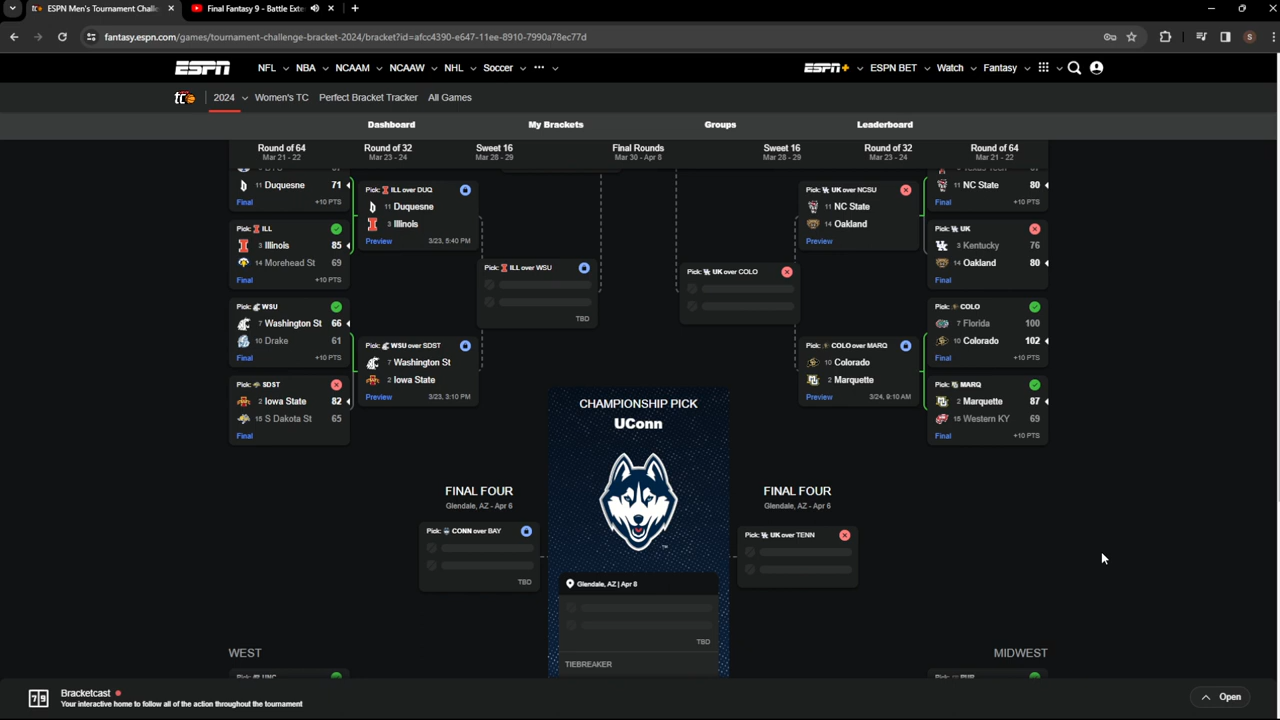 ESPN Men's Tournament Challe
Final Fantasy 9 - Battle Exte
fantasy.espn.com/games/tournament-challenge-bracket-2024/bracket?id=afcc4390-e647-11ee-8910-7990a78ec77d
S
ESPN NFL NBA NCAAM NCAAW NHL Soccer ESPN+ ESPN BET Watch Fantasy
tc 2024 Women's TC Perfect Bracket Tracker All Games
Dashboard My Brackets Groups Leaderboard
Round of 64 Round of 32 Sweet 16 Final Rounds Sweet 16 Round of 32 Round of 64
Mar 21 - 22 Mar 23 - 24 Mar 28 - 29 Mar 30 - Apr 8 Mar 28 - 29 Mar 23 - 24 Mar 21 - 22
11 Duquesne 71
Final +10 PTS
Pick: ILL
3 Illinois 85
14 Morehead St 69
Final +10 PTS
Pick: WSU
7 Washington St 66
10 Drake 61
Final +10 PTS
Pick: SDST
2 Iowa State 82
15 S Dakota St 65
Final
Pick: ILL over DUQ
11 Duquesne
3 Illinois
Preview 3/23, 5:40 PM
Pick: WSU over SDST
7 Washington St
2 Iowa State
Preview 3/23, 3:10 PM
Pick: ILL over WSU
TBD
Pick: UK over COLO
Pick: UK over NCSU
11 NC State
14 Oakland
Preview
Pick: COLO over MARQ
10 Colorado
2 Marquette
Preview 3/24, 9:10 AM
11 NC State 80
Final +10 PTS
Pick: UK
3 Kentucky 76
14 Oakland 80
Final
Pick: COLO
7 Florida 100
10 Colorado 102
Final +10 PTS
Pick: MARQ
2 Marquette 87
15 Western KY 69
Final +10 PTS
CHAMPIONSHIP PICK
UConn
Glendale, AZ | Apr 8
TBD
TIEBREAKER
FINAL FOUR
Glendale, AZ - Apr 6
Pick: CONN over BAY
TBD
FINAL FOUR
Glendale, AZ - Apr 6
Pick: UK over TENN
WEST MIDWEST
Bracketcast
Your interactive home to follow all of the action throughout the tournament
Open